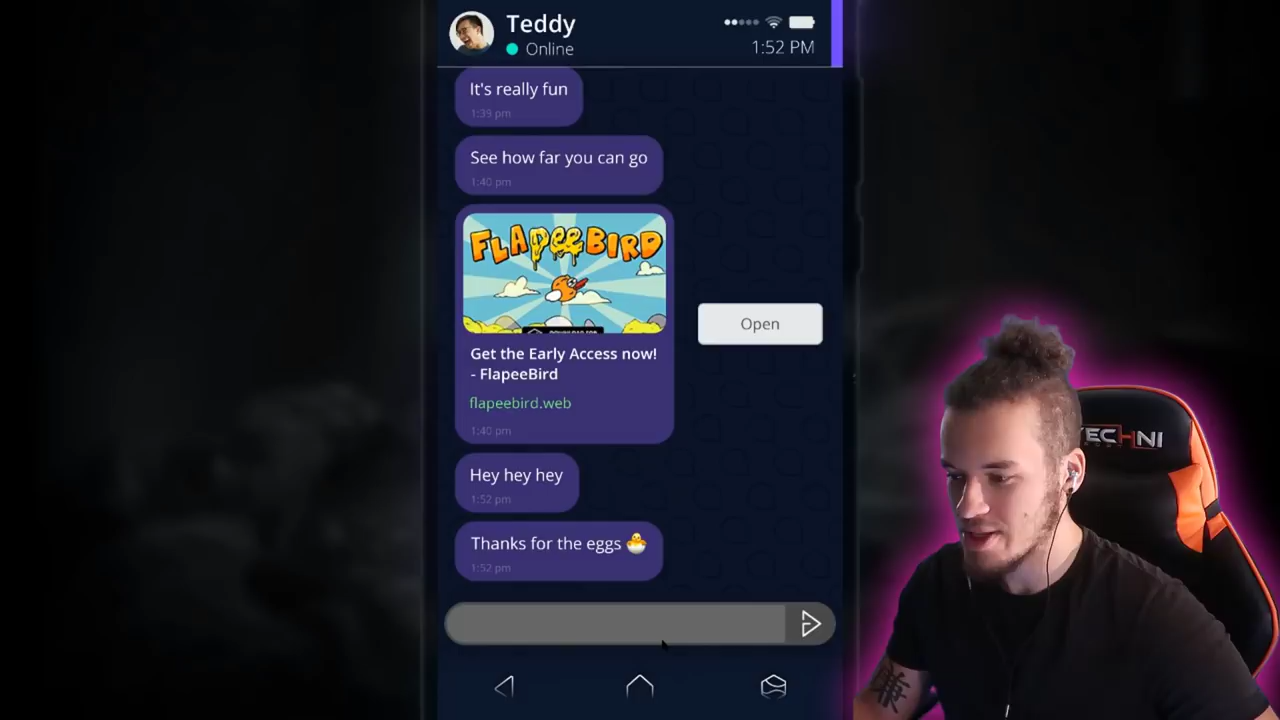 Teddy
Online
1:52 PM
It's really fun
1:39 pm
See how far you can go
1:40 pm
FLAPEEBIRD
Open
Get the Early Access now!
- FlapeeBird
flapeebird.web
1:40 pm
Hey hey hey
1:52 pm
Thanks for the eggs 🐣
1:52 pm
TECHNI